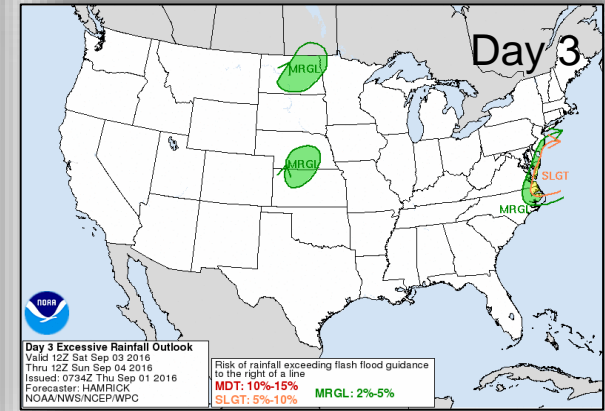 Day 3
MRGL
MRGL
SLGT
MRGL
NOAA
Day 3 Excessive Rainfall Outlook
Valid 12Z Sat Sep 03 2016
Thru 12Z Sun Sep 04 2016
Issued: 0734Z Thu Sep 01 2016
Forecaster: HAMRICK
NOAA/NWS/NCEP/WPC
Risk of rainfall exceeding flash flood guidance
to the right of a line
MDT: 10%-15%
SLGT: 5%-10%
MRGL: 2%-5%